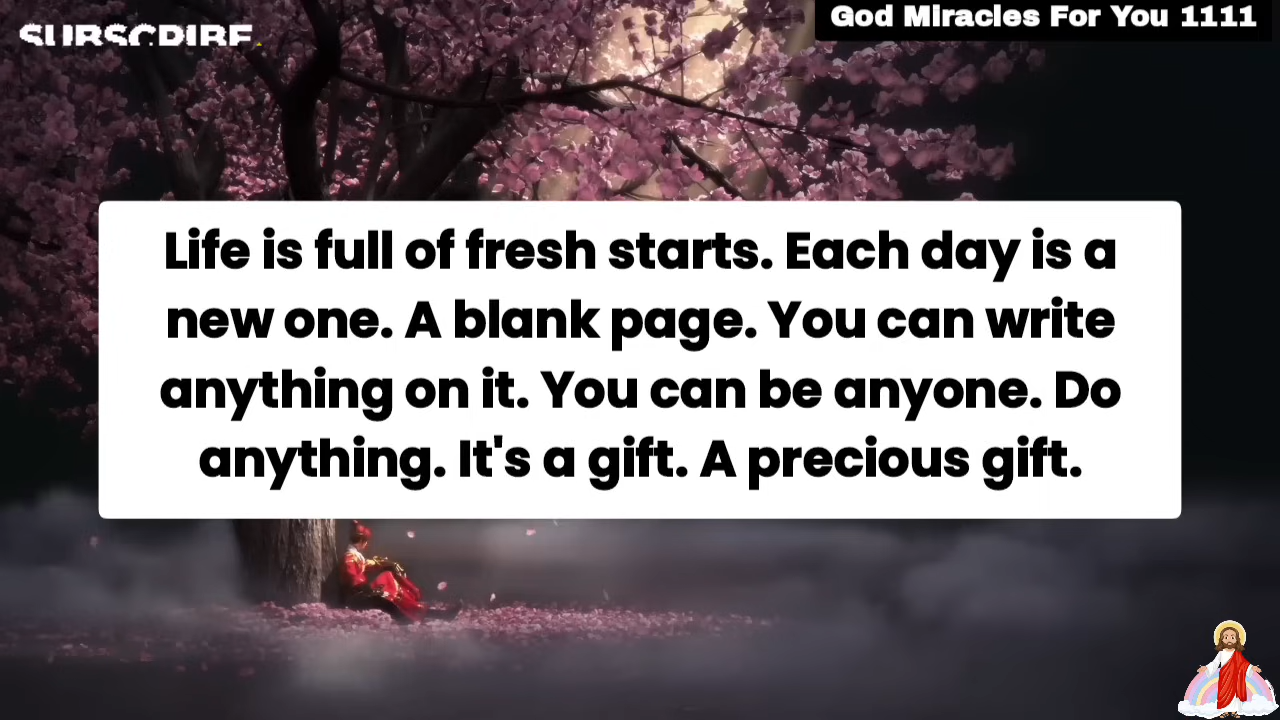 SUBSCRIBE
God Miracles For You 1111
Life is full of fresh starts. Each day is a
new one. A blank page. You can write
anything on it. You can be anyone. Do
anything. It's a gift. A precious gift.